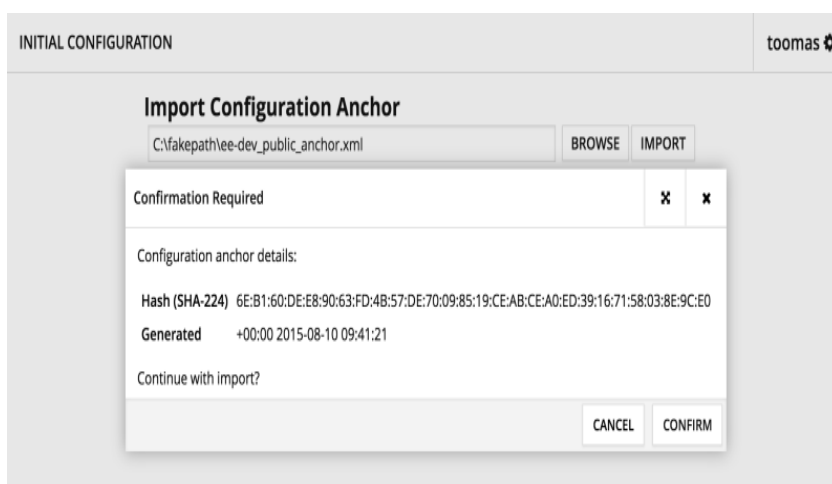 INITIAL CONFIGURATION
toomas
Import Configuration Anchor
C:\fakepath\ee-dev_public_anchor.xml BROWSE IMPORT
Confirmation Required
Configuration anchor details:
Hash (SHA-224) 6E:B1:60:DE:E8:90:63:FD:4B:57:DE:70:09:85:19:CE:AB:CE:A0:ED:39:16:71:58:03:8E:9C:E0
Generated +00:00 2015-08-10 09:41:21
Continue with import?
CANCEL CONFIRM